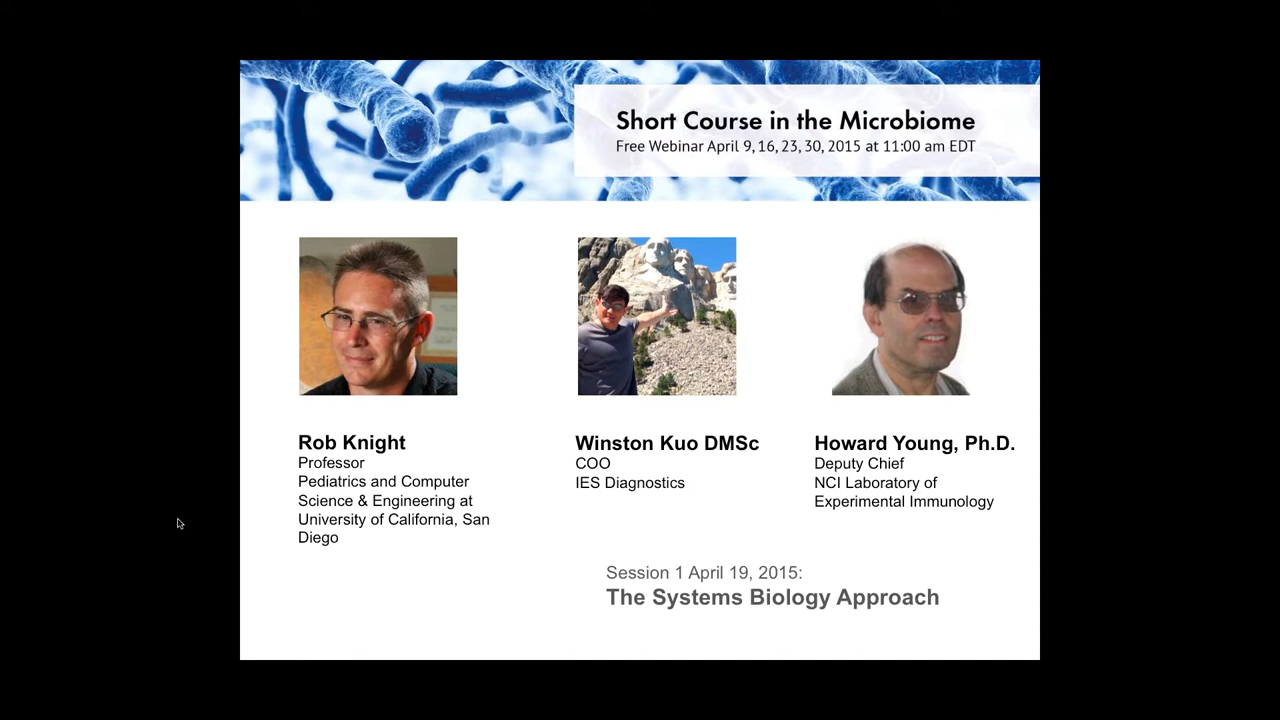 Short Course in the Microbiome
Free Webinar April 9, 16, 23, 30, 2015 at 11:00 am EDT
Rob Knight
Professor
Pediatrics and Computer
Science & Engineering at
University of California, San
Diego
Winston Kuo DMSc
COO
IES Diagnostics
Howard Young, Ph.D.
Deputy Chief
NCI Laboratory of
Experimental Immunology
Session 1 April 19, 2015:
The Systems Biology Approach